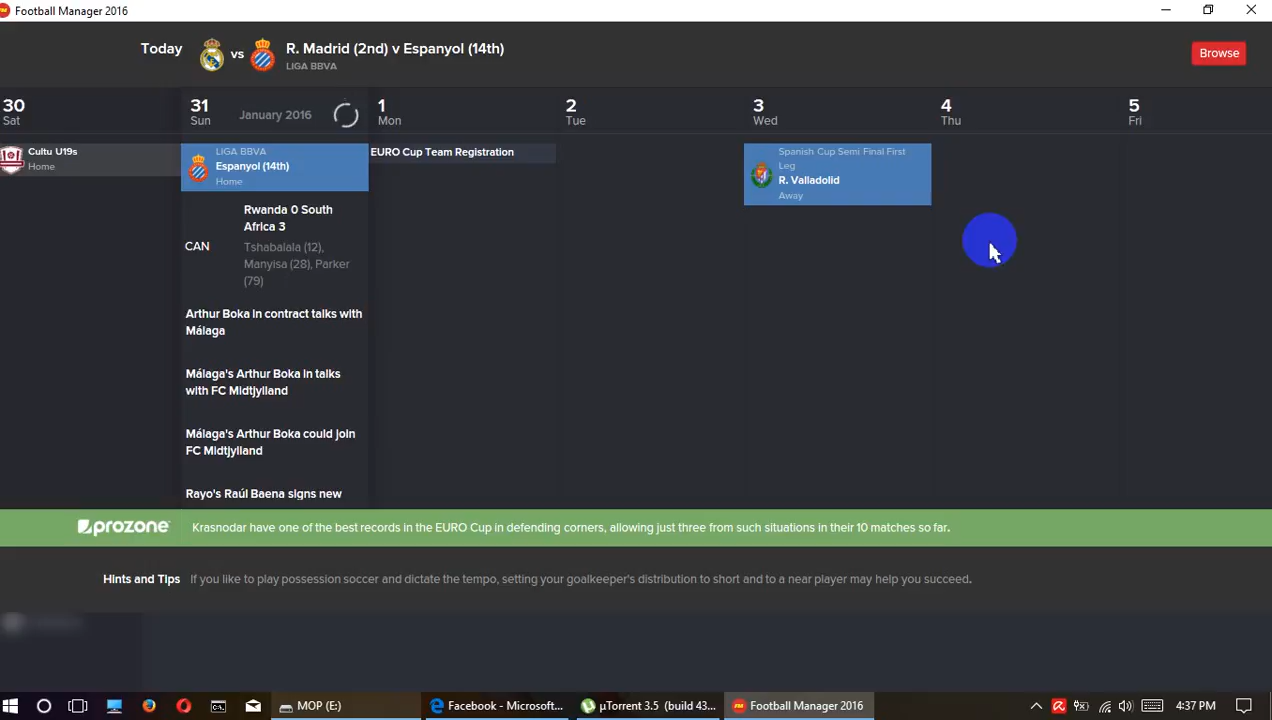 Football Manager 2016
Today
vs
R. Madrid (2nd) v Espanyol (14th)
LIGA BBVA
Browse
30
Sat
31
Sun
January 2016
1
Mon
2
Tue
3
Wed
4
Thu
5
Fri
Cultu U19s
Home
LIGA BBVA
Espanyol (14th)
Home
EURO Cup Team Registration
Spanish Cup Semi Final First
Leg
R. Valladolid
Away
CAN
Rwanda 0 South
Africa 3
Tshabalala (12),
Manyisa (28), Parker
(79)
Arthur Boka in contract talks with
Málaga
Málaga's Arthur Boka in talks
with FC Midtjylland
Málaga's Arthur Boka could join
FC Midtjylland
Rayo's Raúl Baena signs new
prozone
Krasnodar have one of the best records in the EURO Cup in defending corners, allowing just three from such situations in their 10 matches so far.
Hints and Tips
If you like to play possession soccer and dictate the tempo, setting your goalkeeper's distribution to short and to a near player may help you succeed.
MOP (E:)
Facebook - Microsoft...
µTorrent 3.5 (build 43...
Football Manager 2016
4:37 PM